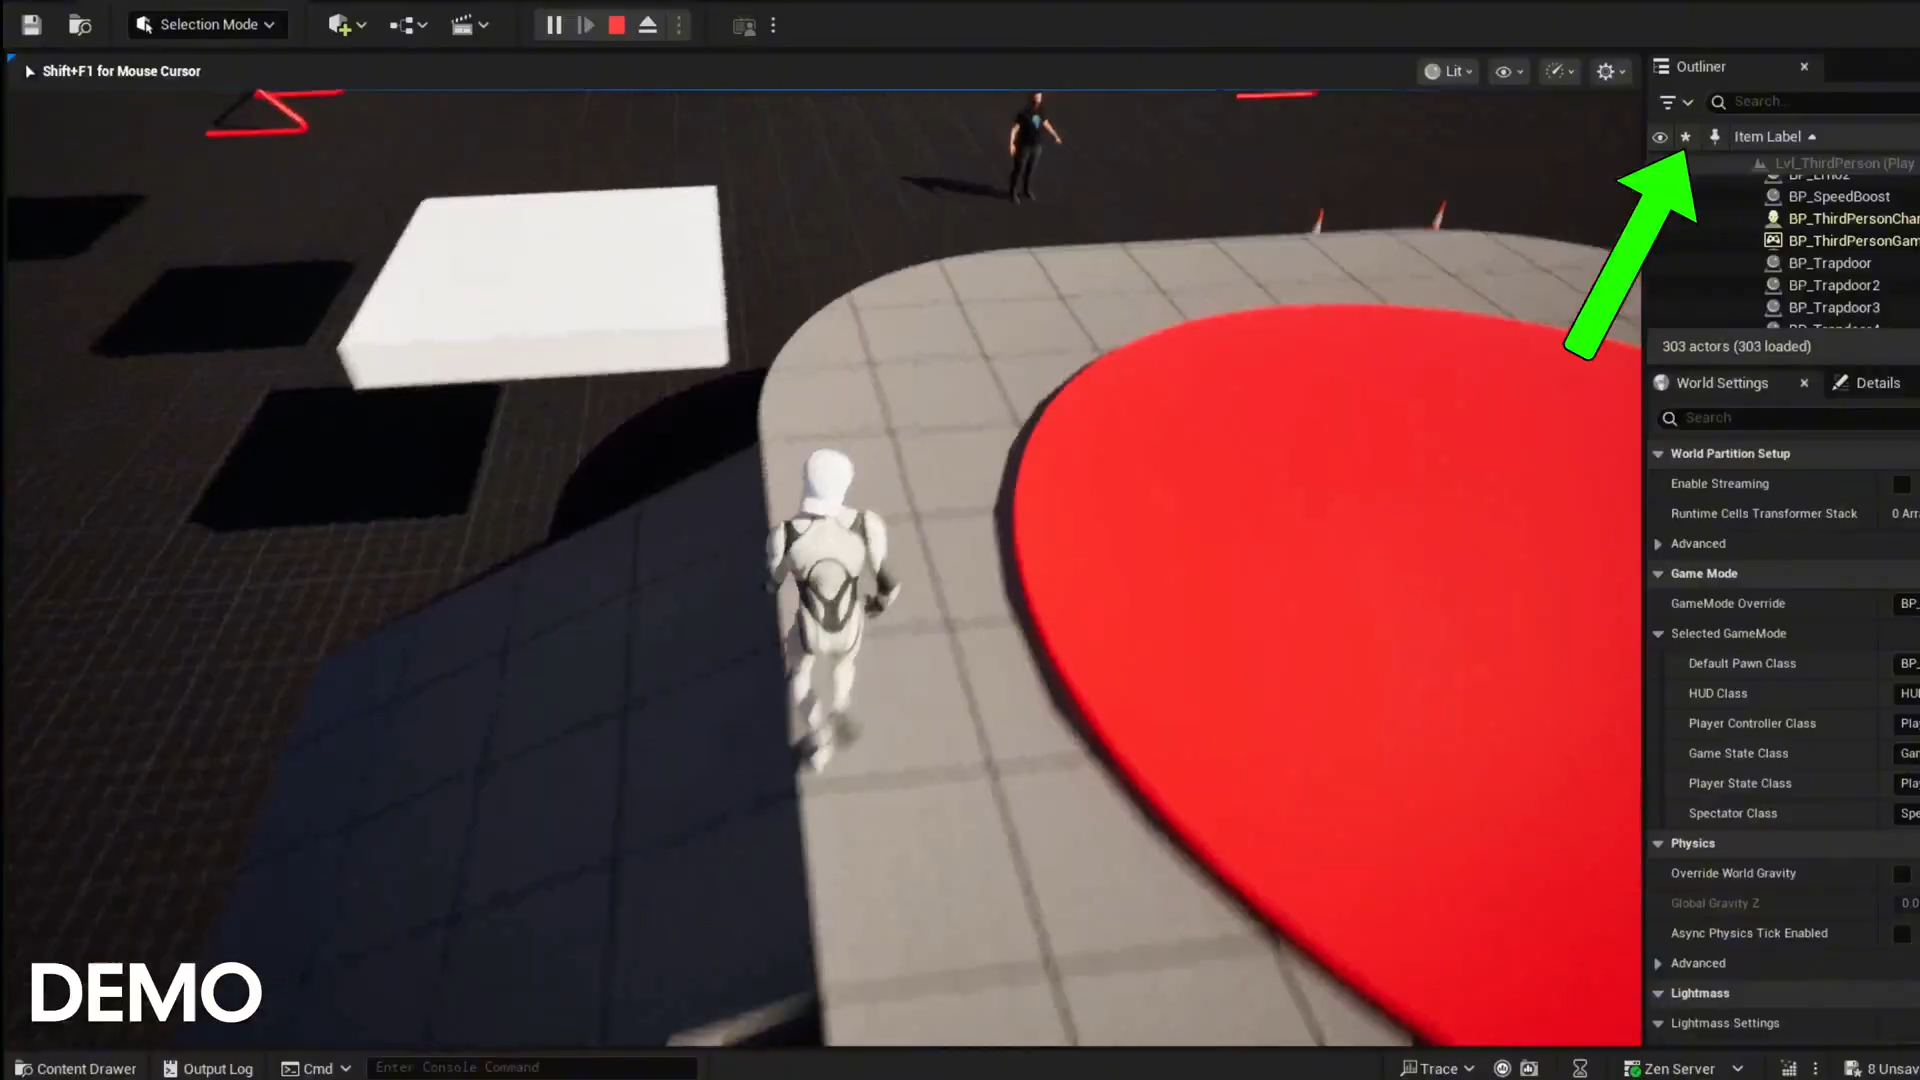 Selection Mode
Shift+F1 for Mouse Cursor
Lit
Outliner
Search...
Item Label
Lvl_ThirdPerson (Play
BP_SpeedBoost
BP_ThirdPersonChar
BP_ThirdPersonGam
BP_Trapdoor
BP_Trapdoor2
BP_Trapdoor3
303 actors (303 loaded)
World Settings
Details
Search
World Partition Setup
Enable Streaming
Runtime Cells Transformer Stack
0 Arr
Advanced
Game Mode
GameMode Override
BP_
Selected GameMode
Default Pawn Class
BP_
HUD Class
HUD
Player Controller Class
Pla
Game State Class
Gam
Player State Class
Pla
Spectator Class
Spe
Physics
Override World Gravity
Global Gravity Z
0.0
Async Physics Tick Enabled
Advanced
Lightmass
Lightmass Settings
DEMO
Content Drawer
Output Log
Cmd
Enter Console Command
Trace
Zen Server
8 Unsav